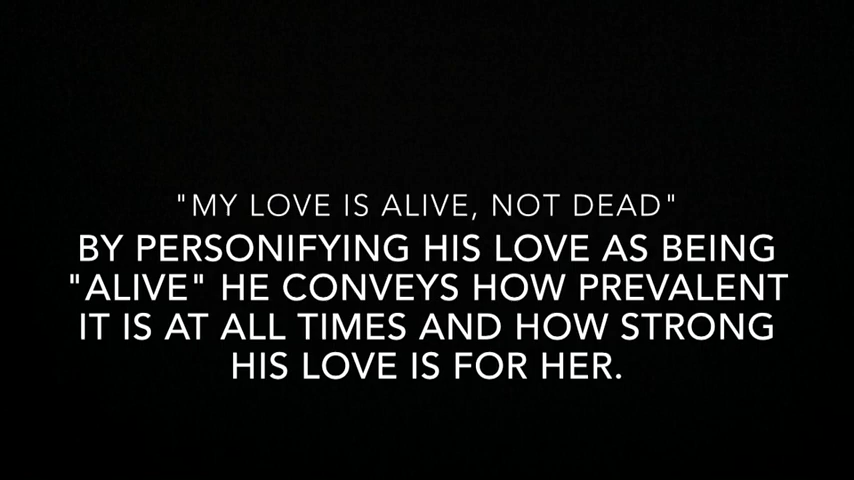 "MY LOVE IS ALIVE, NOT DEAD"
BY PERSONIFYING HIS LOVE AS BEING
"ALIVE" HE CONVEYS HOW PREVALENT
IT IS AT ALL TIMES AND HOW STRONG
HIS LOVE IS FOR HER.